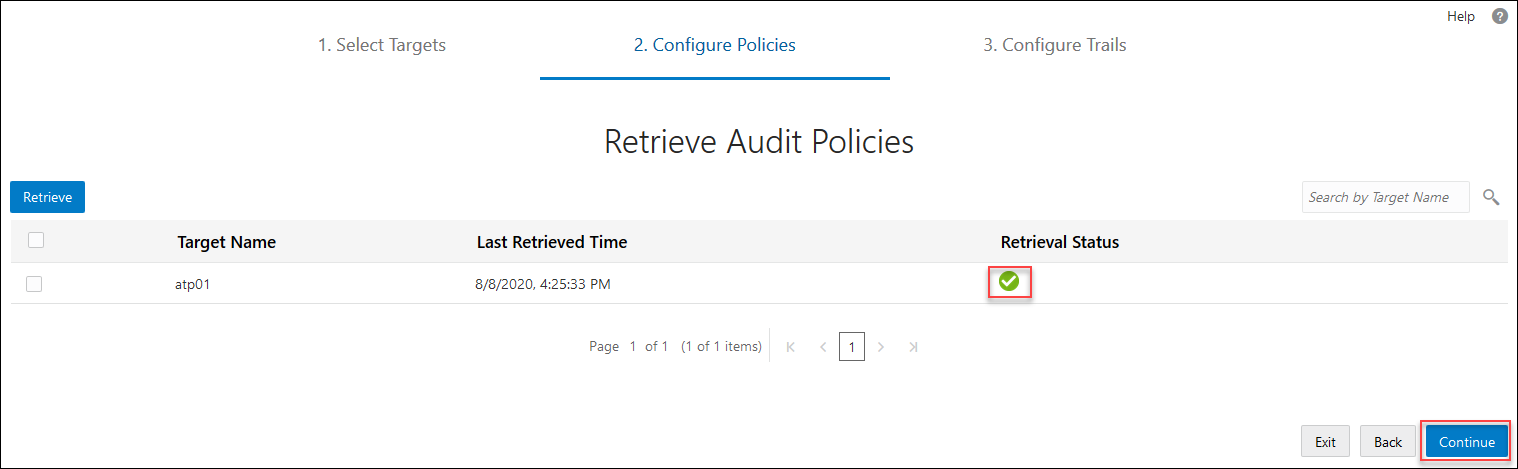 Help ?
1. Select Targets 2. Configure Policies 3. Configure Trails
Retrieve Audit Policies
Retrieve Search by Target Name
Target Name Last Retrieved Time Retrieval Status
atp01 8/8/2020, 4:25:33 PM
Page 1 of 1 (1 of 1 items) 1
Exit Back Continue